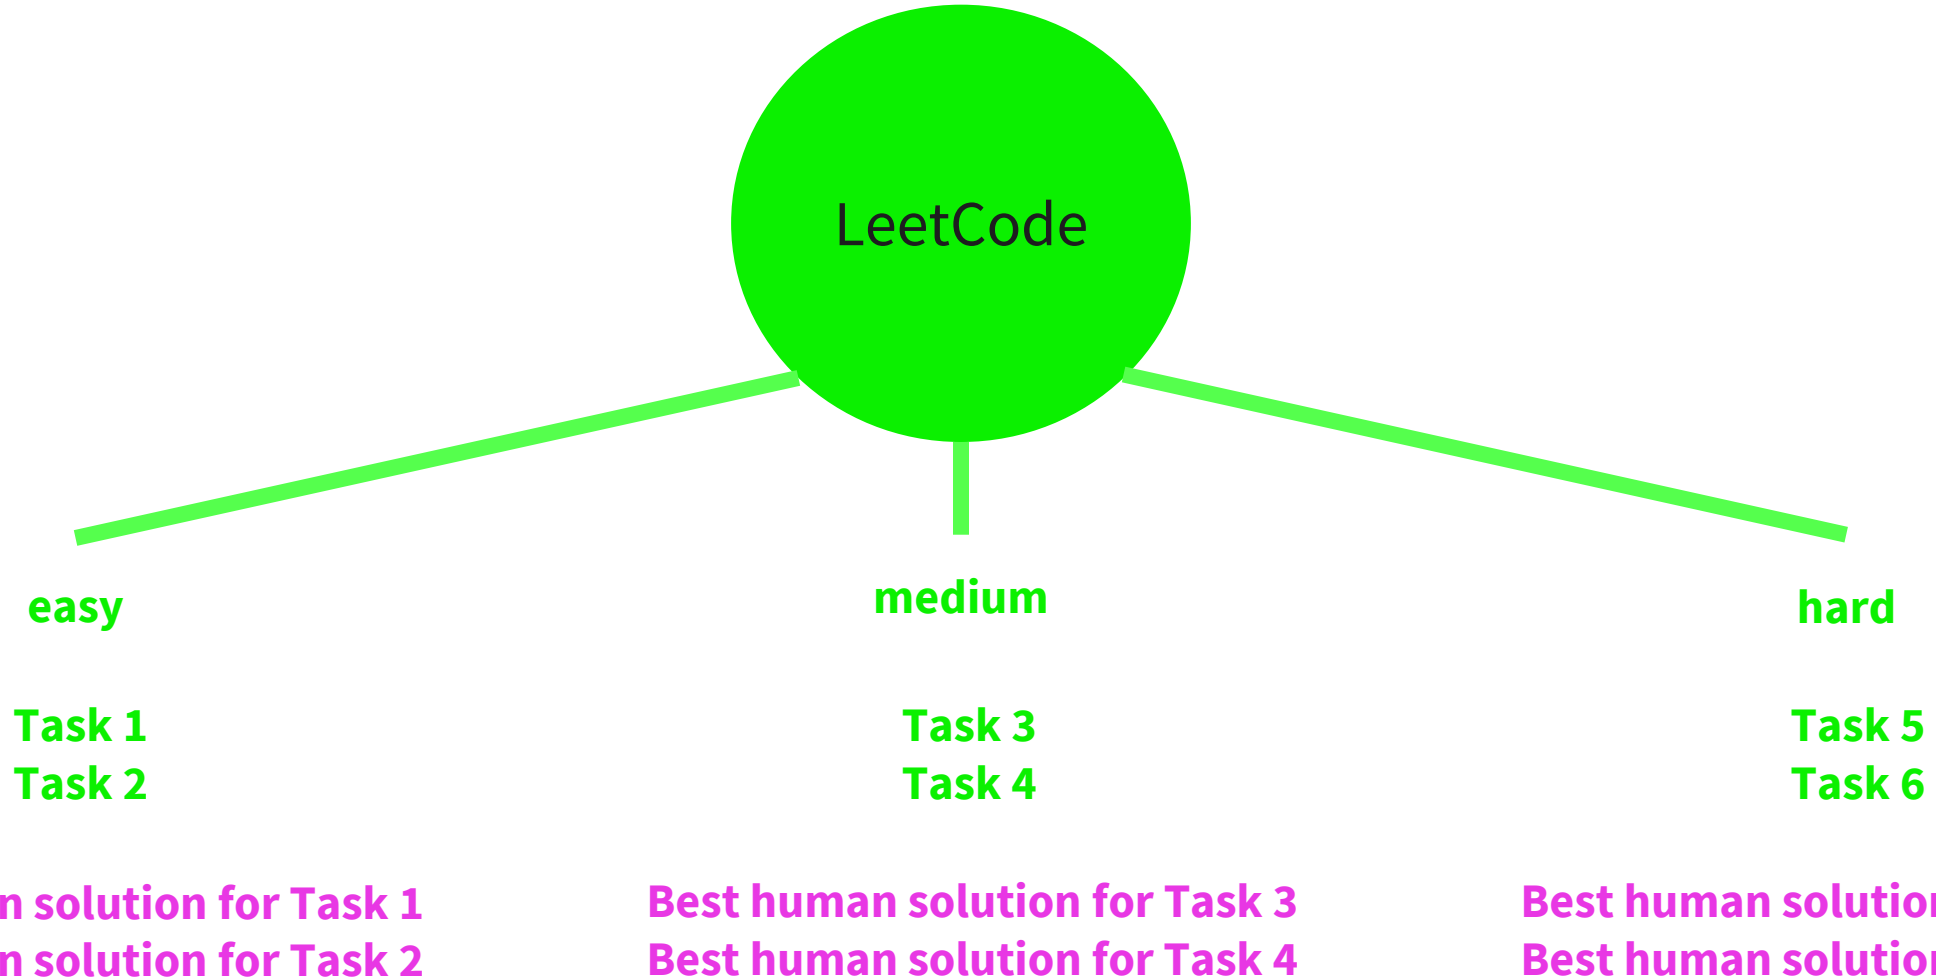 LeetCode
easy
medium
hard
Task 1
Task 2
Task 3
Task 4
Task 5
Task 6
solution for Task 1
solution for Task 2
Best human solution for Task 3
Best human solution for Task 4
Best human
Best human